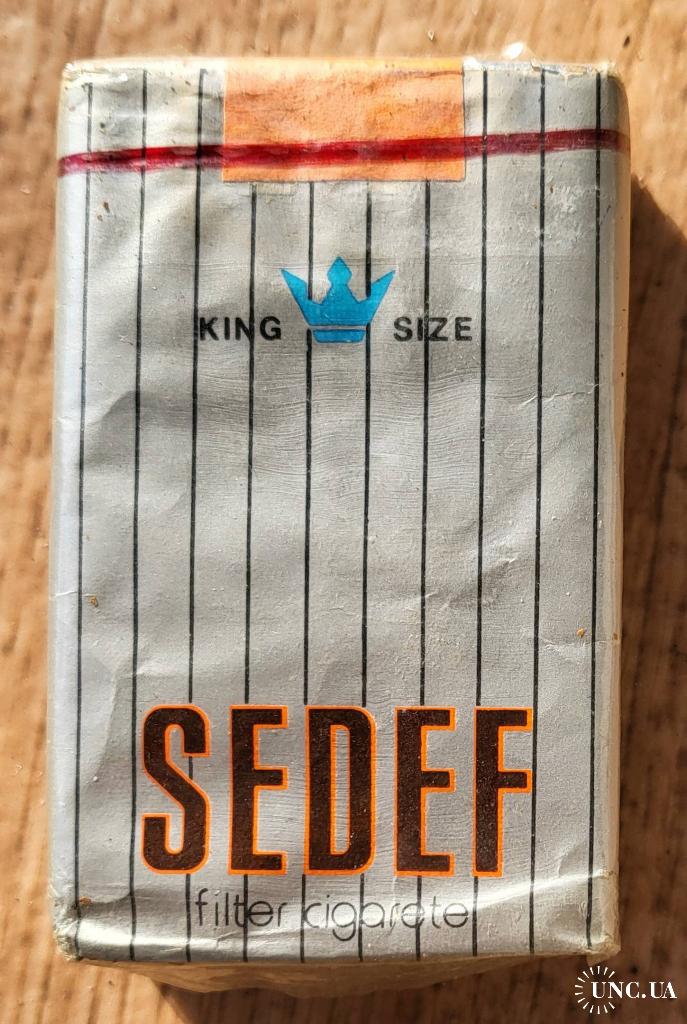 KING SIZE
SEDEF
filter cigarete
UNC.UA